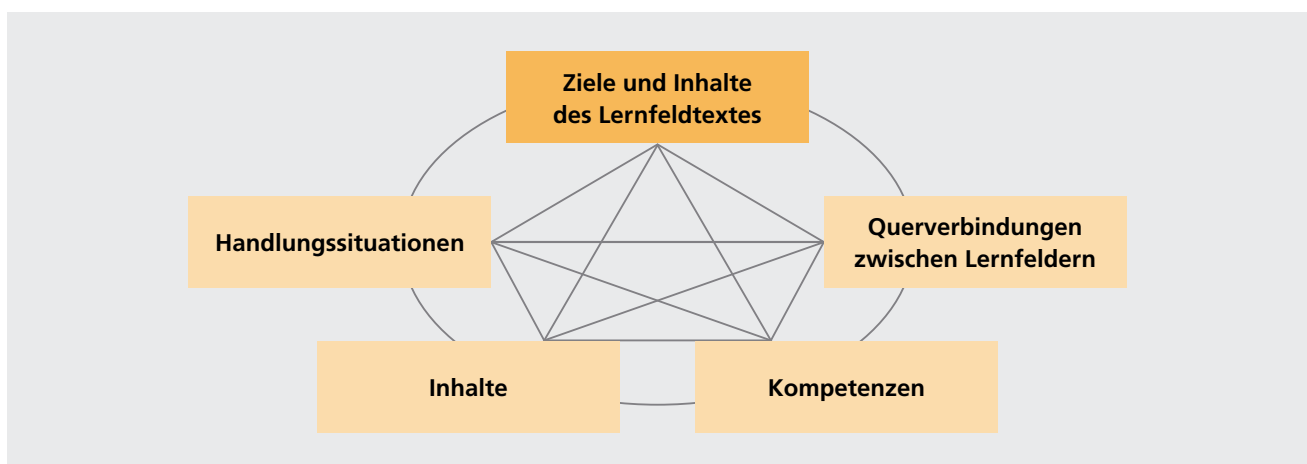 Ziele und Inhalte
des Lernfeldtextes
Handlungssituationen
Querverbindungen
zwischen Lernfeldern
Inhalte
Kompetenzen